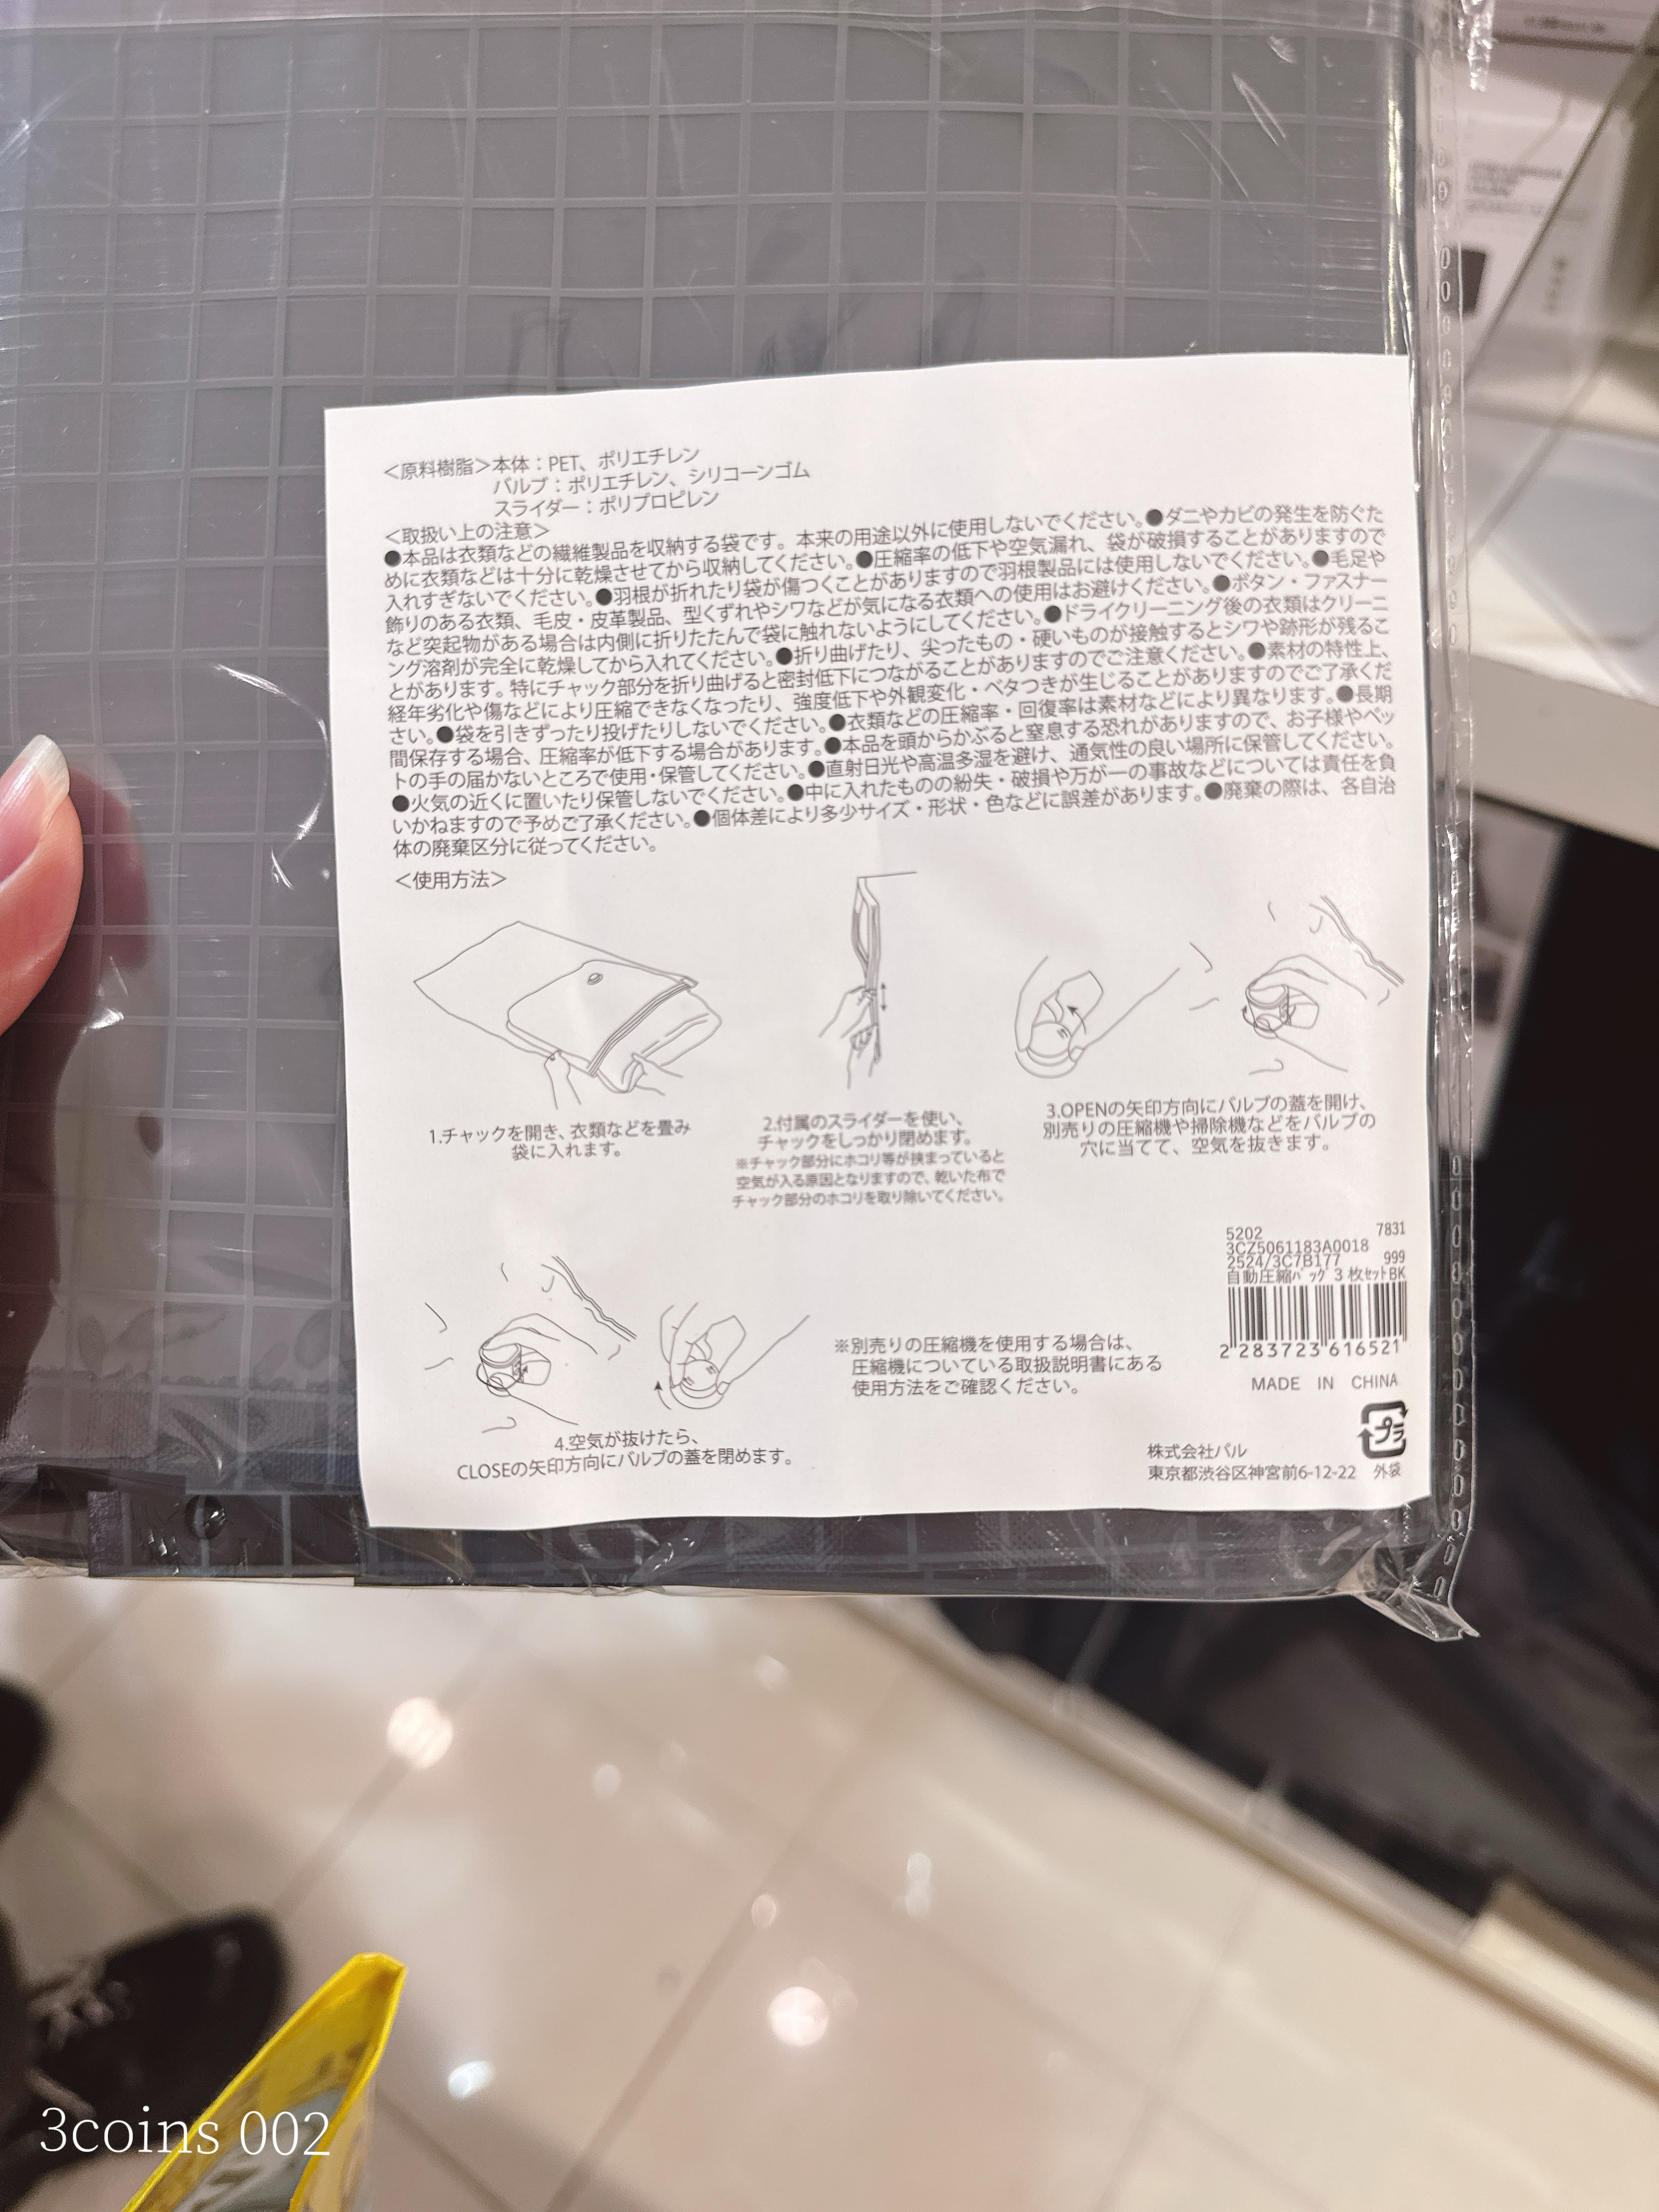 <原料樹脂>本体：PET、ポリエチレン
バルブ：ポリエチレン、シリコーンゴム
スライダー：ポリプロピレン
<取扱い上の注意>
●本品は衣類などの繊維製品を収納する袋です。本来の用途以外に使用しないでください。●ダニやカビの発生を防ぐた
めに衣類などは十分に乾燥させてから収納してください。●圧縮率の低下や空気漏れ、袋が破損することがありますので
入れすぎないでください。●羽根が折れたり袋が傷つくことがありますので羽根製品には使用しないでください。●毛足や
飾りのある衣類、毛皮・皮革製品、型くずれやシワなどが気になる衣類への使用はお避けください。●ボタン・ファスナー
など突起物がある場合は内側に折りたたんで袋に触れないようにしてください。●ドライクリーニング後の衣類はクリーニ
ング溶剤が完全に乾燥してから入れてください。●折り曲げたり、尖ったもの・硬いものが接触するとシワや跡形が残るこ
とがあります。特にチャック部分を折り曲げると密封低下につながることがありますのでご注意ください。●素材の特性上、
経年劣化や傷などにより圧縮できなくなったり、強度低下や外観変化・ベタつきが生じることがありますのでご了承くだ
さい。●袋を引きずったり投げたりしないでください。●衣類などの圧縮率・回復率は素材などにより異なります。●長期
間保存する場合、圧縮率が低下する場合があります。●本品を頭からかぶると窒息する恐れがありますので、お子様やペッ
トの手の届かないところで使用・保管してください。●直射日光や高温多湿を避け、通気性の良い場所に保管してください。
●火気の近くに置いたり保管しないでください。●中に入れたものの紛失・破損や万が一の事故などについては責任を負
いかねますので予めご了承ください。●個体差により多少サイズ・形状・色などに誤差があります。●廃棄の際は、各自治
体の廃棄区分に従ってください。
<使用方法>
1.チャックを開き、衣類などを畳み
袋に入れます。
2.付属のスライダーを使い、
チャックをしっかり閉めます。
※チャック部分にホコリ等が挟まっていると
空気が入る原因となりますので、乾いた布で
チャック部分のホコリを取り除いてください。
3.OPENの矢印方向にバルブの蓋を開け、
別売りの圧縮機や掃除機などをバルブの
穴に当てて、空気を抜きます。
4.空気が抜けたら、
CLOSEの矢印方向にバルブの蓋を閉めます。
※別売りの圧縮機を使用する場合は、
圧縮機についている取扱説明書にある
使用方法をご確認ください。
5202 7831
3CZ5061183A0018
2524/3C7B177 999
自動圧縮ﾊﾞｯｸﾞ3枚ｾｯﾄBK
2 283723 616521
MADE IN CHINA
プラ
外袋
株式会社パル
東京都渋谷区神宮前6-12-22
3coins 002